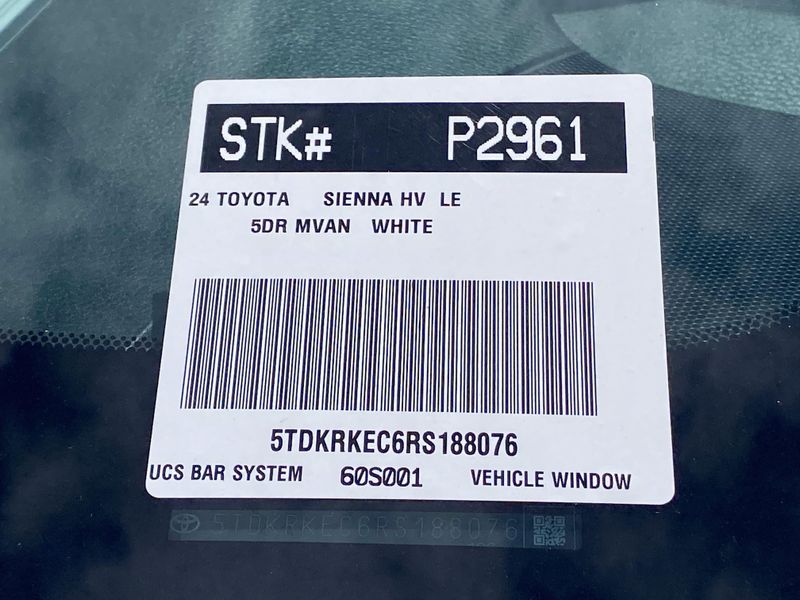 STK# P2961
24 TOYOTA SIENNA HV LE
5DR MVAN WHITE
5TDKRKEC6RS188076
UCS BAR SYSTEM 60S001 VEHICLE WINDOW
5TDKRKEC6RS188076